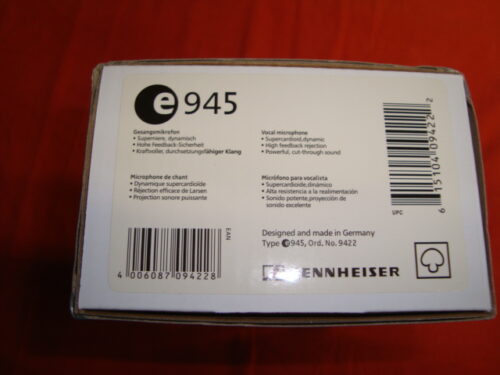 e945
Gesangsmikrofon
• Superniere, dynamisch
• Hohe Feedback-Sicherheit
• Kraftvoller, durchsetzungsfähiger Klang
Vocal microphone
• Supercardioid,dynamic
• High feedback rejection
• Powerful, cut-through sound
Microphone de chant
• Dynamique supercardioïde
• Réjection efficace de Larsen
• Projection sonore puissante
Micrófono para vocalista
• Supercardioide,dinámico
• Alta resistencia a la realimentación
• Sonido potente,proyección de
sonido excelente
6 15104 09422 2
UPC
EAN
4 006087 094228
Designed and made in Germany
Type e945, Ord. No. 9422
SENNHEISER